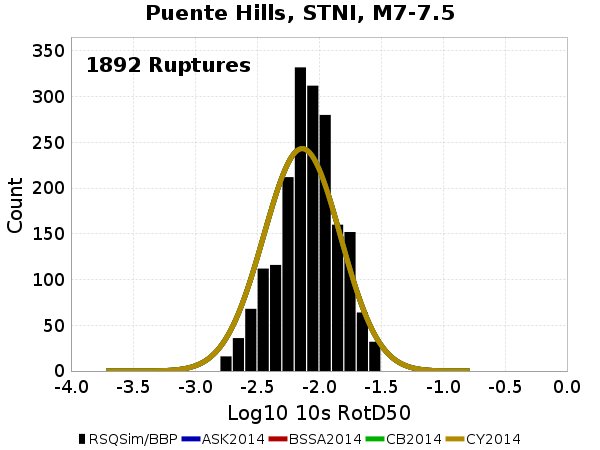 Puente Hills, STNI, M7-7.5
1892 Ruptures
350
300
250
200
150
100
50
0
Count
-4.0 -3.5 -3.0 -2.5 -2.0 -1.5 -1.0 -0.5 0.0
Log10 10s RotD50
RSQSim/BBP ASK2014 BSSA2014 CB2014 CY2014